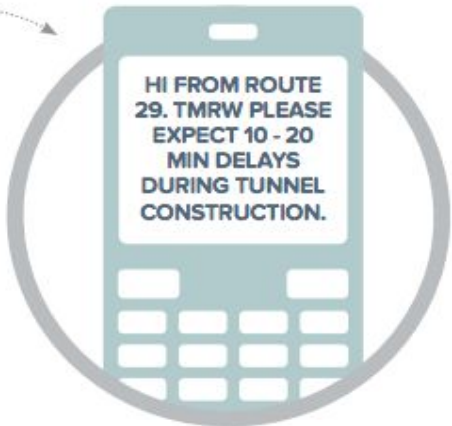 HI FROM ROUTE
29. TMRW PLEASE
EXPECT 10 - 20
MIN DELAYS
DURING TUNNEL
CONSTRUCTION.